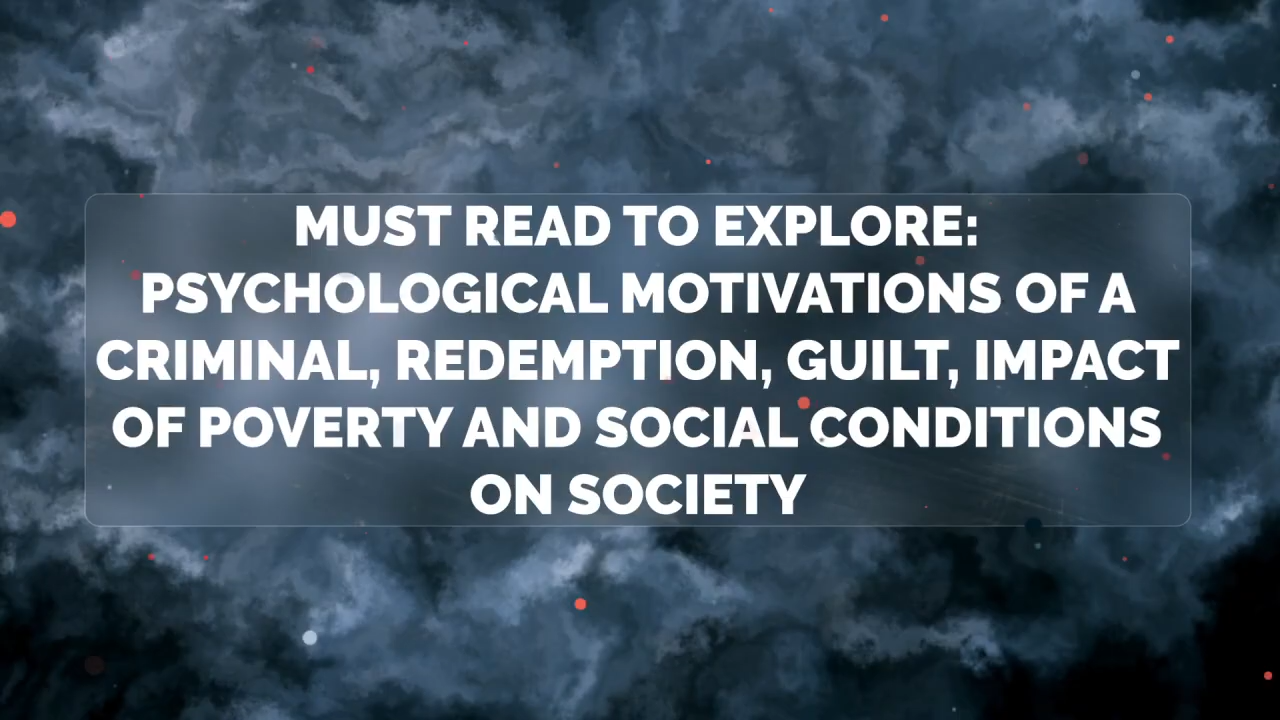 MUST READ TO EXPLORE:
PSYCHOLOGICAL MOTIVATIONS OF A
CRIMINAL, REDEMPTION, GUILT, IMPACT
OF POVERTY AND SOCIAL CONDITIONS
ON SOCIETY